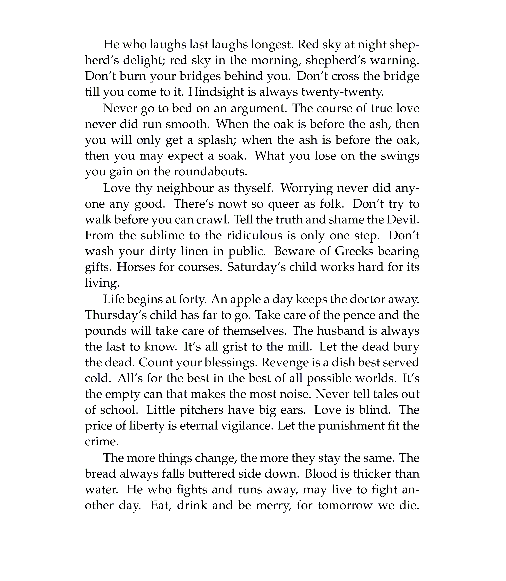 He who laughs last laughs longest. Red sky at night shep-
herd's delight; red sky in the morning, shepherd's warning.
Don't burn your bridges behind you. Don't cross the bridge
till you come to it. Hindsight is always twenty-twenty.
Never go to bed on an argument. The course of true love
never did run smooth. When the oak is before the ash, then
you will only get a splash; when the ash is before the oak,
then you may expect a soak. What you lose on the swings
you gain on the roundabouts.
Love thy neighbour as thyself. Worrying never did any-
one any good. There's nowt so queer as folk. Don't try to
walk before you can crawl. Tell the truth and shame the Devil.
From the sublime to the ridiculous is only one step. Don't
wash your dirty linen in public. Beware of Greeks bearing
gifts. Horses for courses. Saturday's child works hard for its
living.
Life begins at forty. An apple a day keeps the doctor away.
Thursday's child has far to go. Take care of the pence and the
pounds will take care of themselves. The husband is always
the last to know. It's all grist to the mill. Let the dead bury
the dead. Count your blessings. Revenge is a dish best served
cold. All's for the best in the best of all possible worlds. It's
the empty can that makes the most noise. Never tell tales out
of school. Little pitchers have big ears. Love is blind. The
price of liberty is eternal vigilance. Let the punishment fit the
crime.
The more things change, the more they stay the same. The
bread always falls buttered side down. Blood is thicker than
water. He who fights and runs away, may live to fight an-
other day. Eat, drink and be merry, for tomorrow we die.